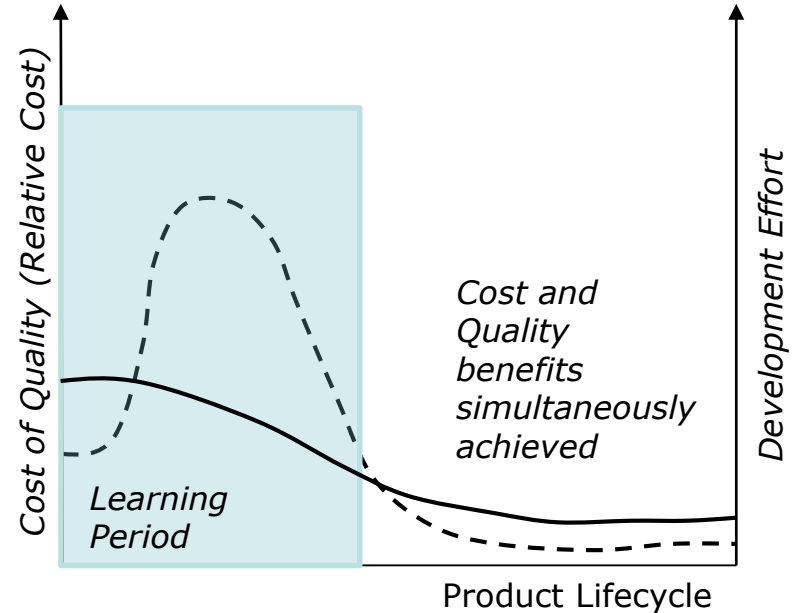 Cost of Quality (Relative Cost)
Learning
Period
Cost and
Quality
benefits
simultaneously
achieved
Development Effort
Product Lifecycle